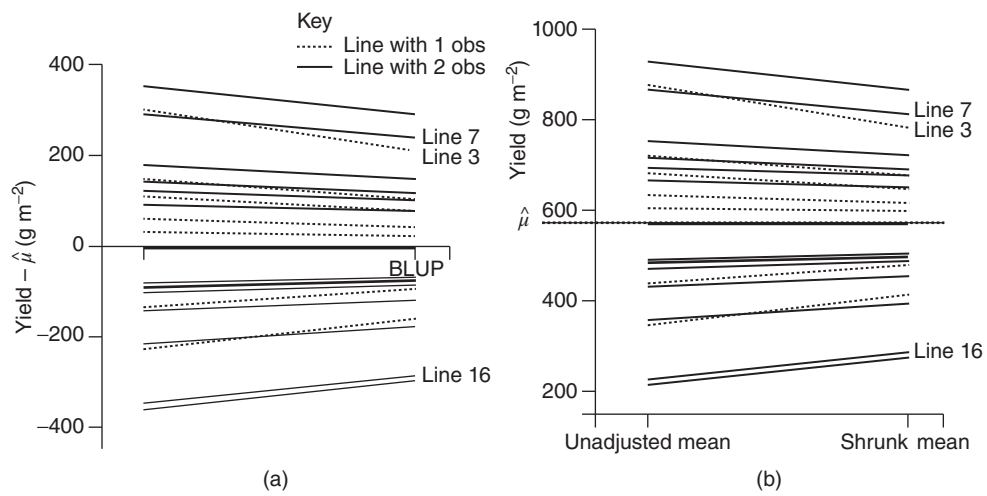 Key
Line with 1 obs
Line with 2 obs
Yield – μ̂ (g m⁻²)
400
200
0
–200
–400
Line 7
Line 3
BLUP
Line 16
(a)
Yield (g m⁻²)
1000
800
μ̂
600
400
200
Line 7
Line 3
Line 16
Unadjusted mean
Shrunk mean
(b)